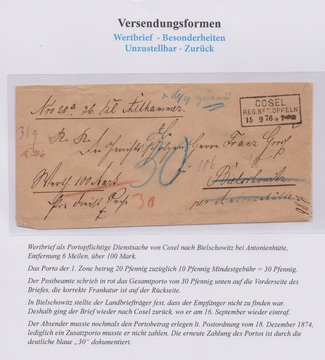 Versendungsformen
Wertbrief - Besonderheiten
Unzustellbar - Zurück
COSEL
REG. BEZ. OPPELN
15 9 76
31 g
Werth 100 Mark
30
30
Wertbrief als Portopflichtige Dienstsache von Cosel nach Bielschowitz bei Antonienhütte,
Entfernung 6 Meilen, über 100 Mark.
Das Porto der 1. Zone betrug 20 Pfennig zuzüglich 10 Pfennig Mindestgebühr = 30 Pfennig.
Der Postbeamte schrieb in rot das Gesamtporto von 30 Pfennig unten auf die Vorderseite des
Briefes, die korrekte Frankatur ist auf der Rückseite.
In Bielschowitz stellte der Landbriefträger fest, dass der Empfänger nicht zu finden war.
Deshalb ging der Brief wieder nach Cosel zurück, wo er am 16. September wieder eintraf.
Der Absender musste nochmals den Portobetrag erlegen lt. Postordnung vom 18. Dezember 1874,
lediglich ein Zusatzporto musste er nicht zahlen. Die erneute Zahlung des Portos ist durch die
deutliche blaue „30" dokumentiert.